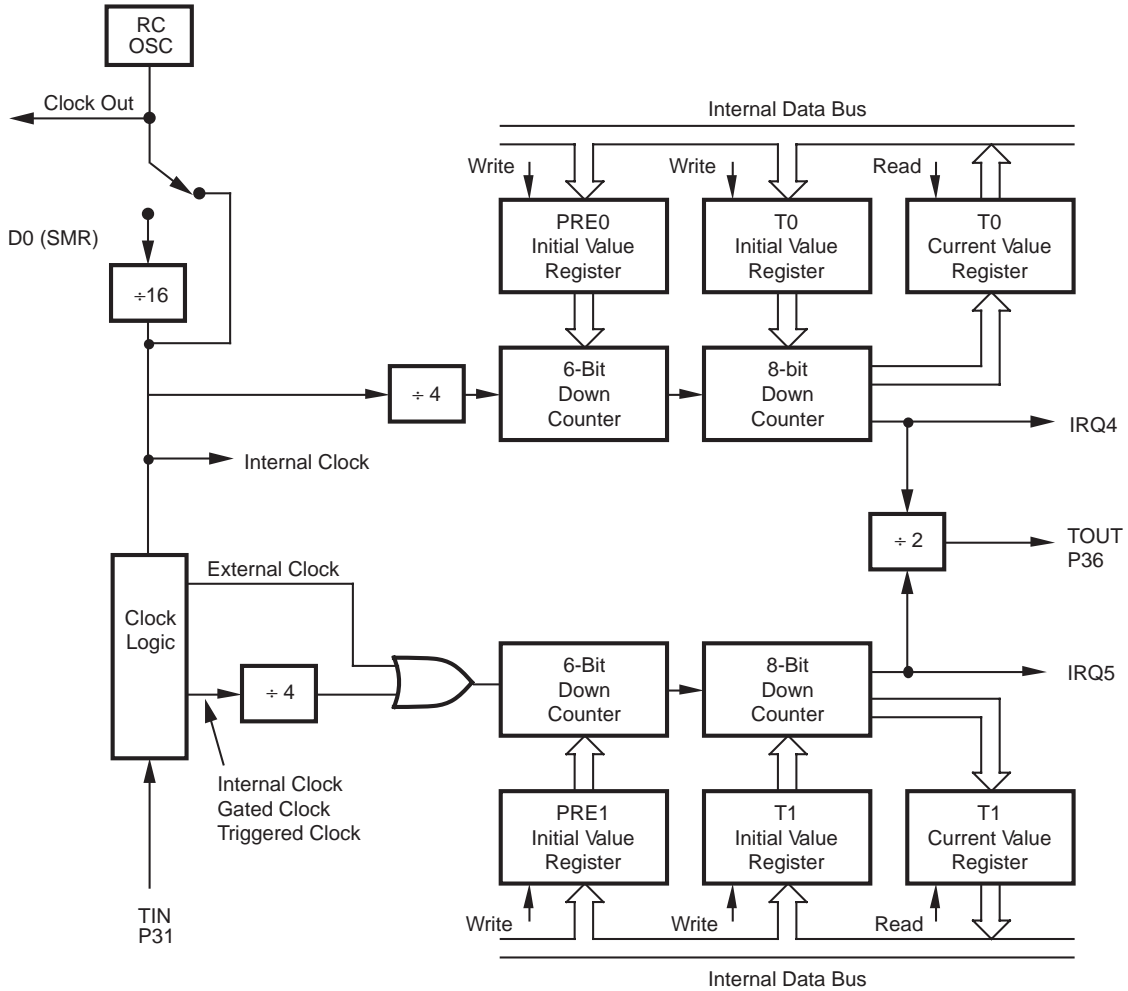 RC
OSC
Clock Out
Internal Data Bus
Write
Write
Read
PRE0
Initial Value
Register
T0
Initial Value
Register
T0
Current Value
Register
D0 (SMR)
÷16
÷ 4
6-Bit
Down
Counter
8-bit
Down
Counter
IRQ4
Internal Clock
÷ 2
TOUT
P36
External Clock
Clock
Logic
÷ 4
6-Bit
Down
Counter
8-Bit
Down
Counter
IRQ5
Internal Clock
Gated Clock
Triggered Clock
PRE1
Initial Value
Register
T1
Initial Value
Register
T1
Current Value
Register
TIN
P31
Write
Write
Read
Internal Data Bus